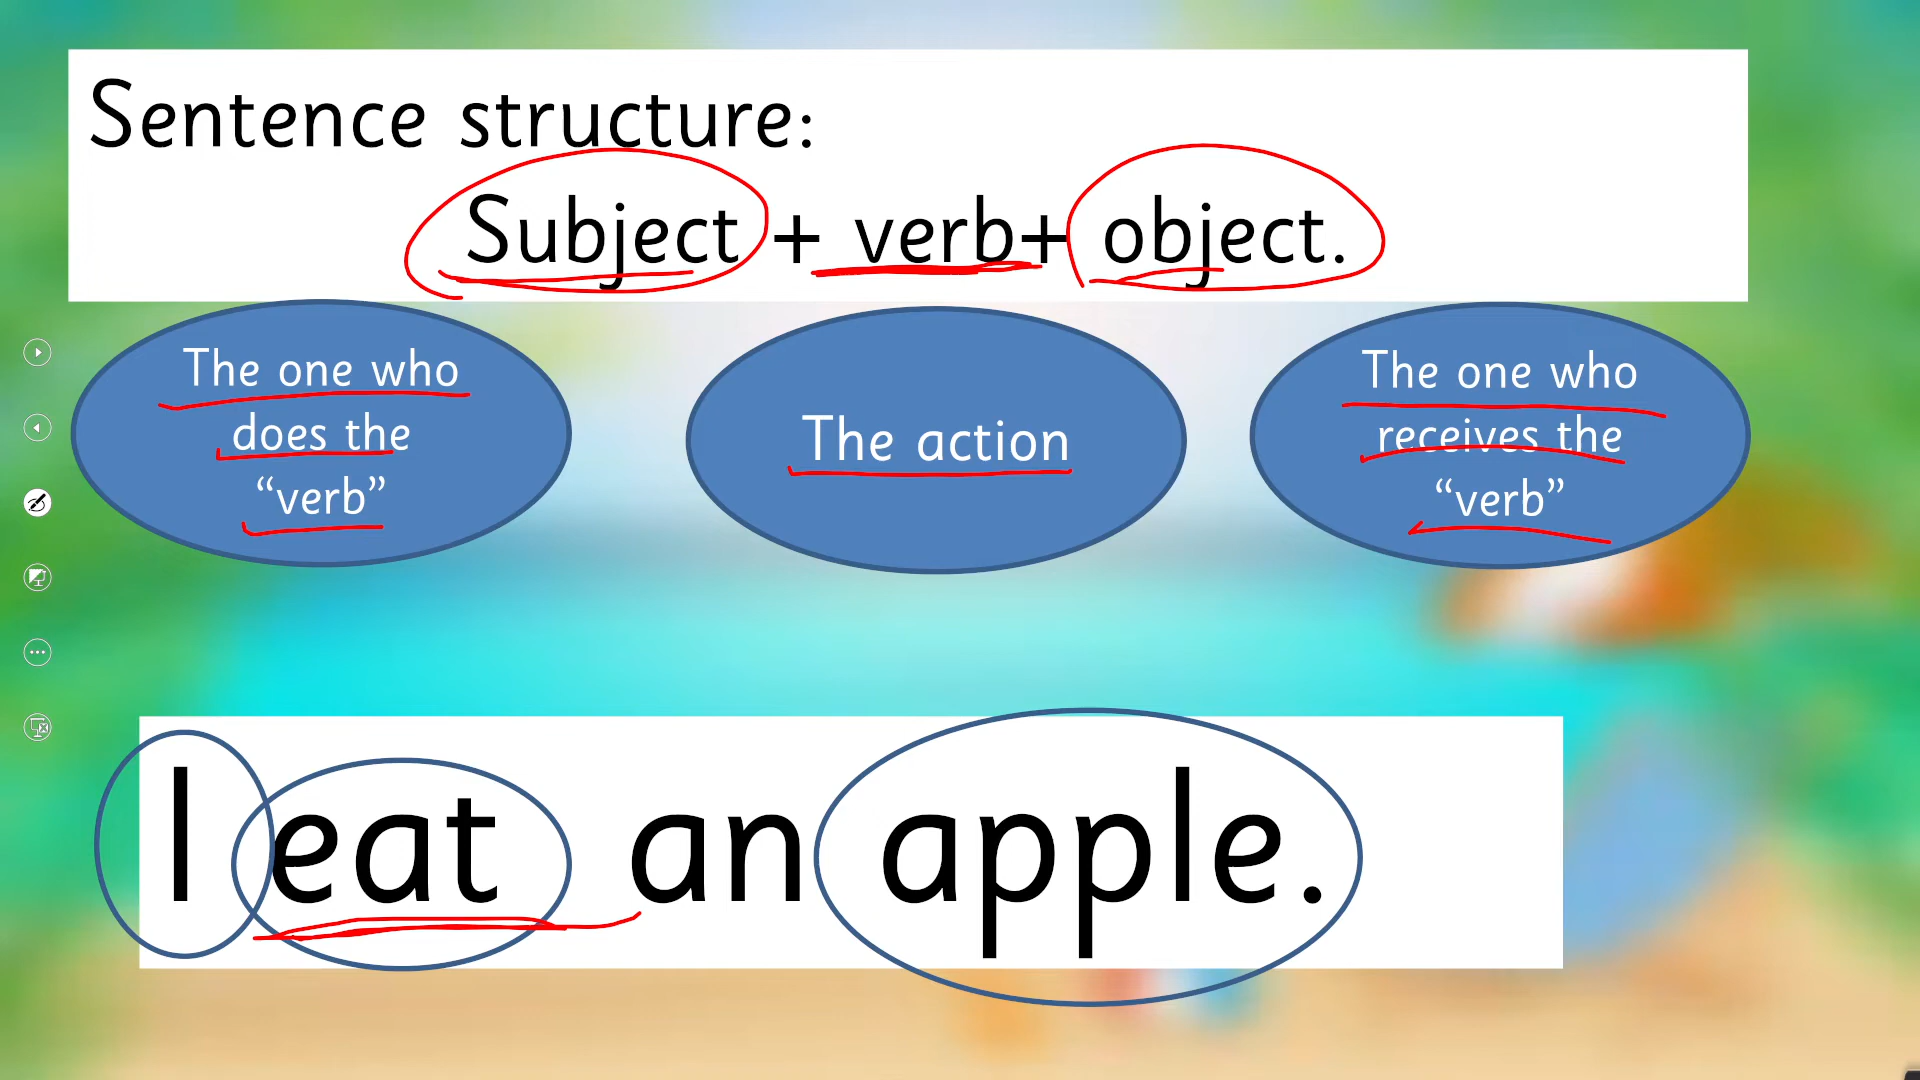 Sentence structure:
Subject + verb+ object.
The one who
does the
“verb”
The action
The one who
receives the
“verb”
I eat an apple.